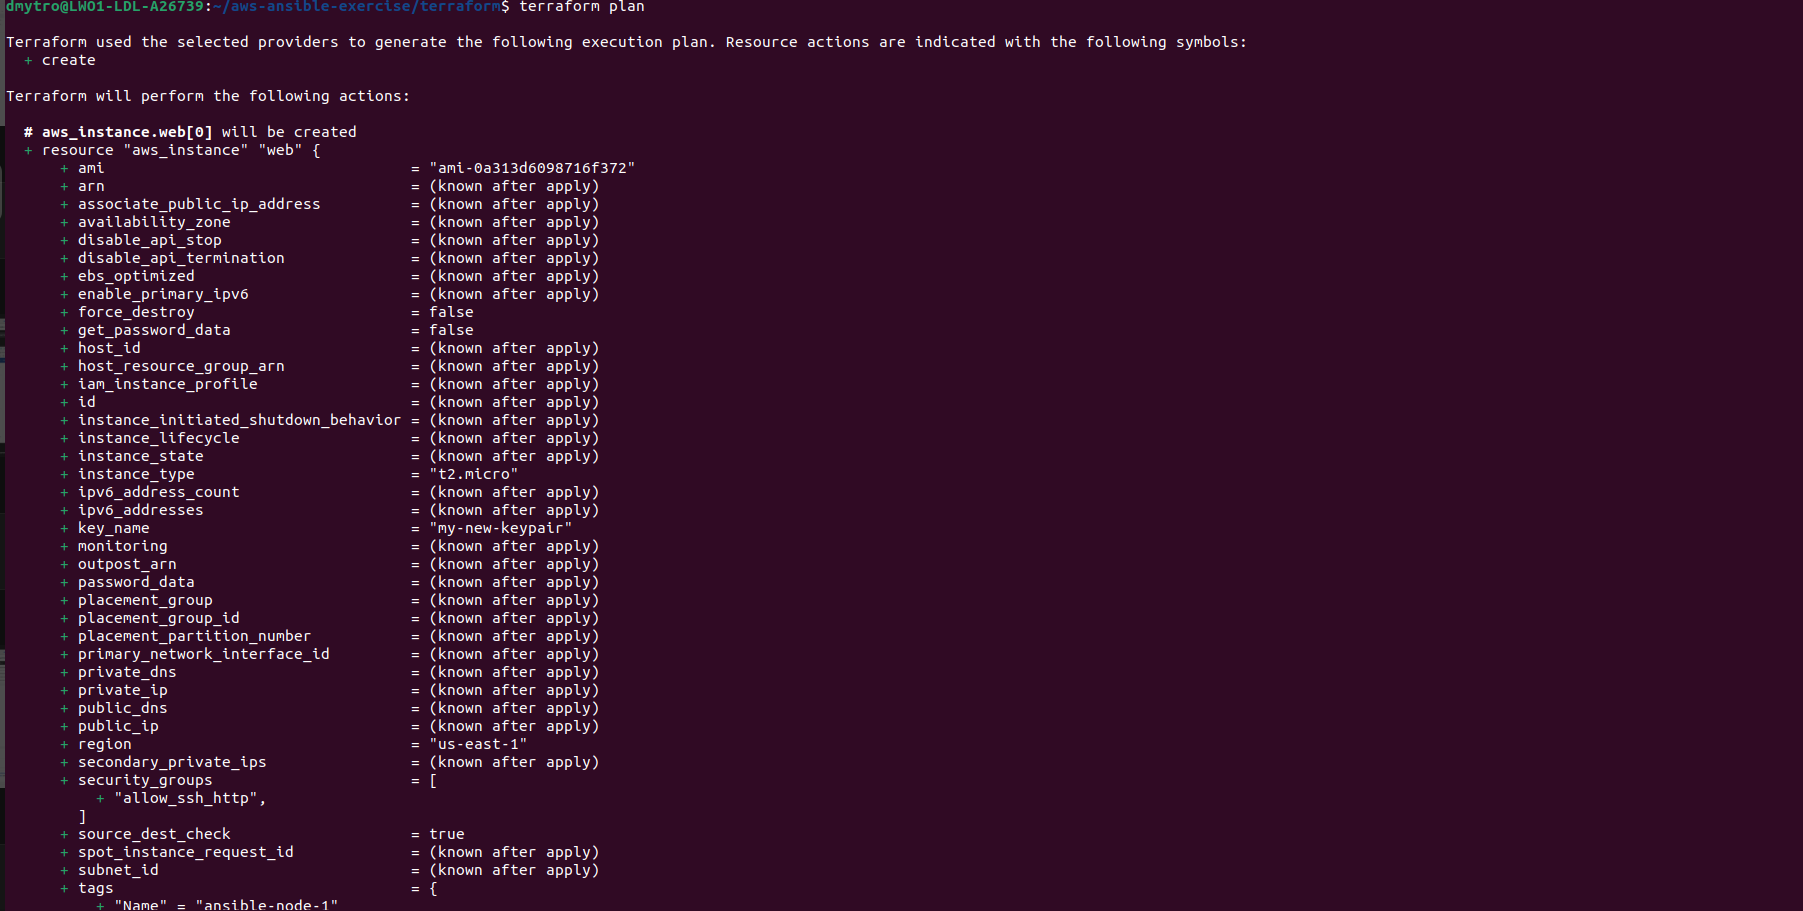 dmytro@LWO1-LDL-A26739:~/aws-ansible-exercise/terraform$ terraform plan
Terraform used the selected providers to generate the following execution plan. Resource actions are indicated with the following symbols:
+ create
Terraform will perform the following actions:
# aws_instance.web[0] will be created
+ resource "aws_instance" "web" {
+ ami = "ami-0a313d6098716f372"
+ arn = (known after apply)
+ associate_public_ip_address = (known after apply)
+ availability_zone = (known after apply)
+ disable_api_stop = (known after apply)
+ disable_api_termination = (known after apply)
+ ebs_optimized = (known after apply)
+ enable_primary_ipv6 = (known after apply)
+ force_destroy = false
+ get_password_data = false
+ host_id = (known after apply)
+ host_resource_group_arn = (known after apply)
+ iam_instance_profile = (known after apply)
+ id = (known after apply)
+ instance_initiated_shutdown_behavior = (known after apply)
+ instance_lifecycle = (known after apply)
+ instance_state = (known after apply)
+ instance_type = "t2.micro"
+ ipv6_address_count = (known after apply)
+ ipv6_addresses = (known after apply)
+ key_name = "my-new-keypair"
+ monitoring = (known after apply)
+ outpost_arn = (known after apply)
+ password_data = (known after apply)
+ placement_group = (known after apply)
+ placement_group_id = (known after apply)
+ placement_partition_number = (known after apply)
+ primary_network_interface_id = (known after apply)
+ private_dns = (known after apply)
+ private_ip = (known after apply)
+ public_dns = (known after apply)
+ public_ip = (known after apply)
+ region = "us-east-1"
+ secondary_private_ips = (known after apply)
+ security_groups = [
+ "allow_ssh_http",
]
+ source_dest_check = true
+ spot_instance_request_id = (known after apply)
+ subnet_id = (known after apply)
+ tags = {
+ "Name" = "ansible-node-1"